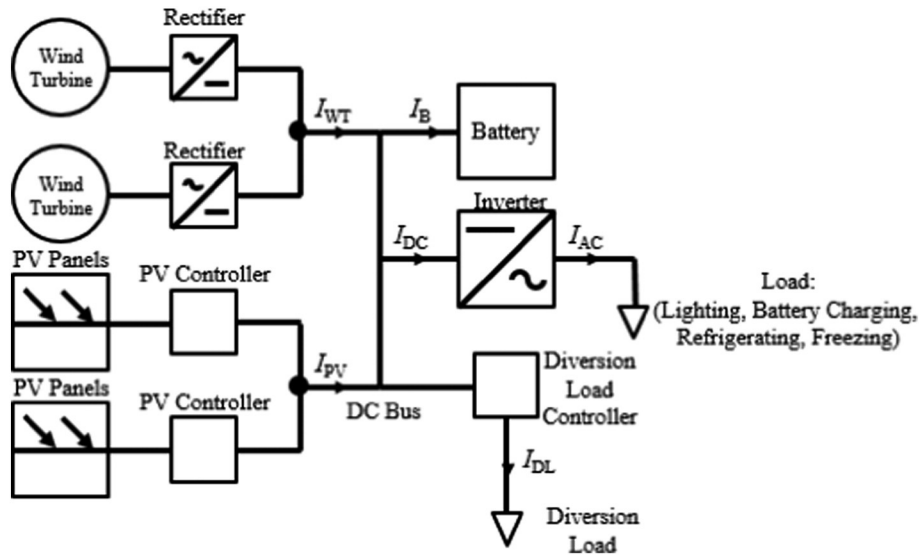 Rectifier
Wind
Turbine
I_WT
I_B
Battery
Rectifier
Wind
Turbine
Inverter
I_DC
I_AC
PV Panels
PV Controller
Load:
(Lighting, Battery Charging,
Refrigerating, Freezing)
I_PV
Diversion
Load
Controller
PV Panels
PV Controller
DC Bus
I_DL
Diversion
Load